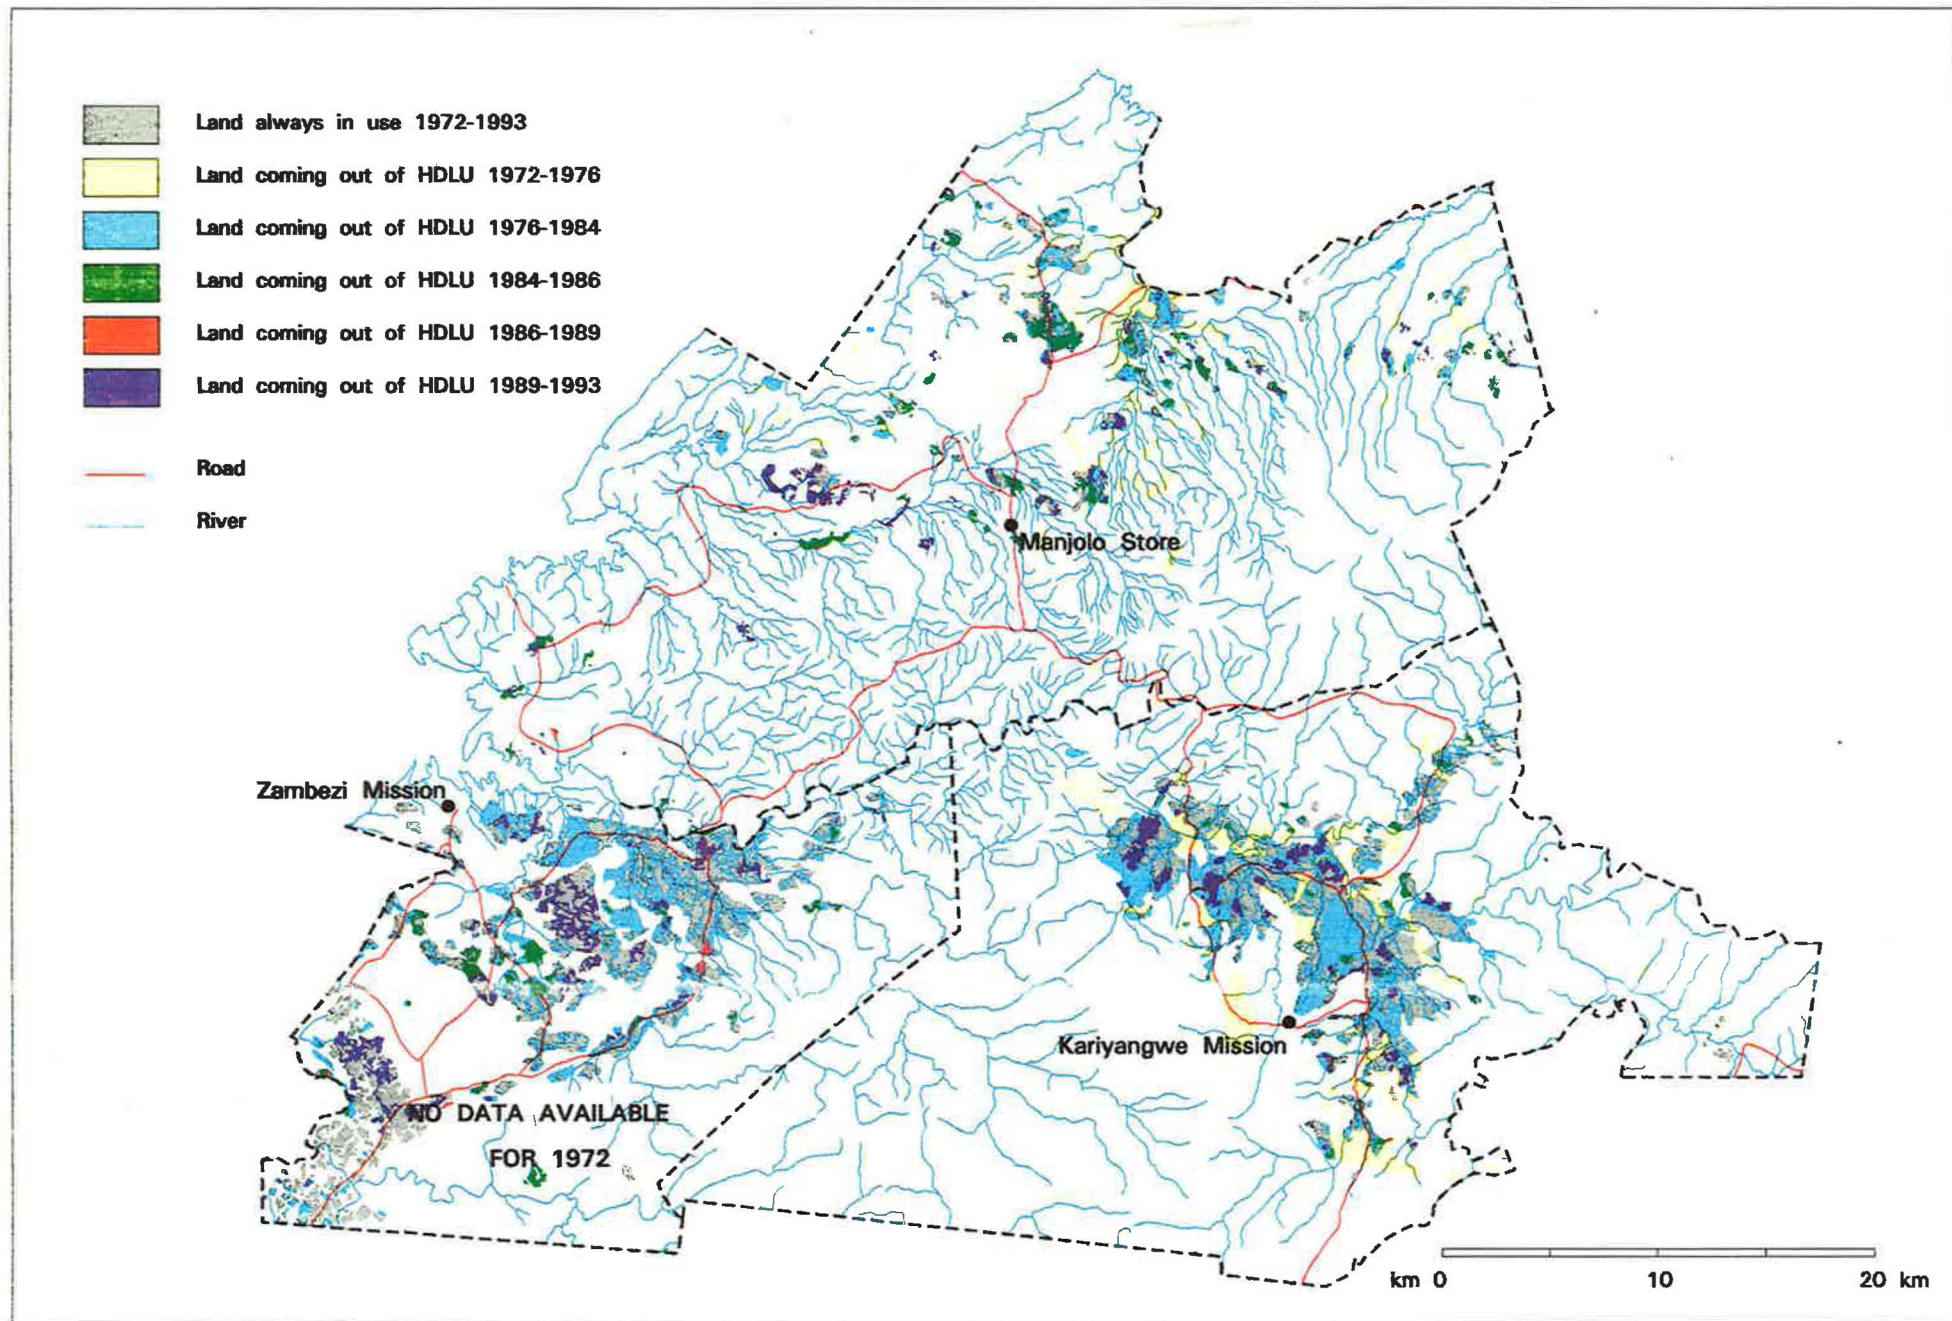 Land always in use 1972-1993
Land coming out of HDLU 1972-1976
Land coming out of HDLU 1976-1984
Land coming out of HDLU 1984-1986
Land coming out of HDLU 1986-1989
Land coming out of HDLU 1989-1993
Road
River
Manjolo Store
Zambezi Mission
Kariyangwe Mission
NO DATA AVAILABLE
FOR 1972
km 0 10 20 km